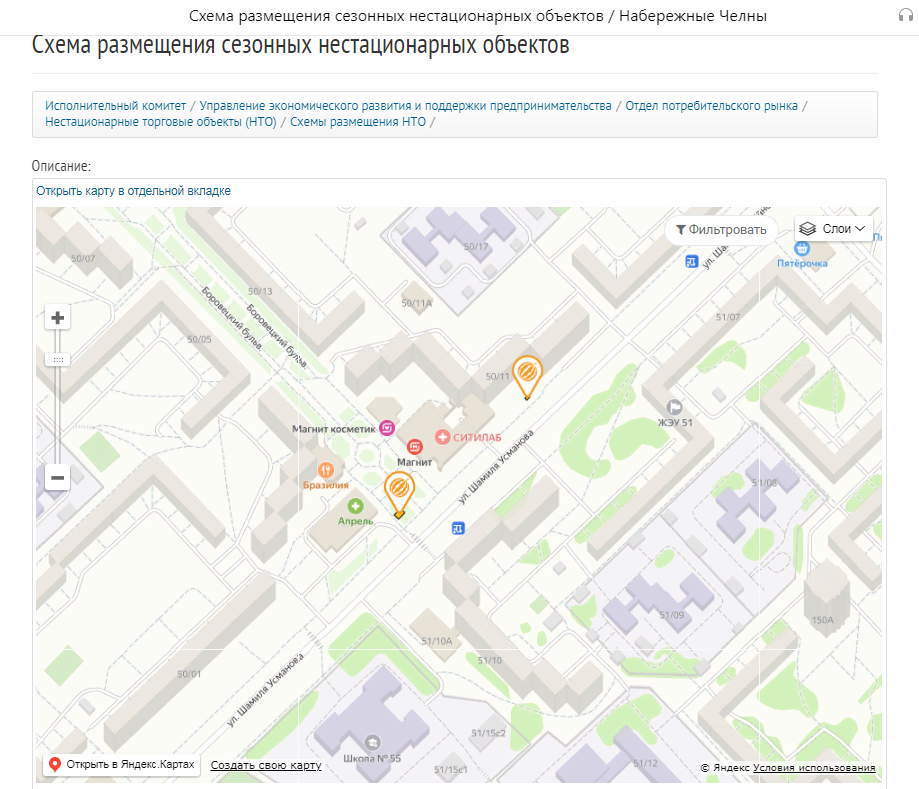 Схема размещения сезонных нестационарных объектов / Набережные Челны
Схема размещения сезонных нестационарных объектов
Исполнительный комитет / Управление экономического развития и поддержки предпринимательства / Отдел потребительского рынка /
Нестационарные торговые объекты (НТО) / Схемы размещения НТО /
Описание:
Открыть карту в отдельной вкладке
Фильтровать
Слои
50/07
50/17
ул. Ша
Пятёрочка
50/13
50/11А
Боровецкий бульв.
Боровецкий бульв.
50/05
51/07
50/11
ЖЭУ 51
Магнит косметик
СИТИЛАБ
Магнит
ул. Шамиля Усманова
Бразилия
51/08
Апрель
51/09
150А
51/10А
51/10
50/01
ул. Шамиля Усманова
51/15с2
Школа № 55
51/15с1
51/12
Открыть в Яндекс.Картах
Создать свою карту
© Яндекс Условия использования